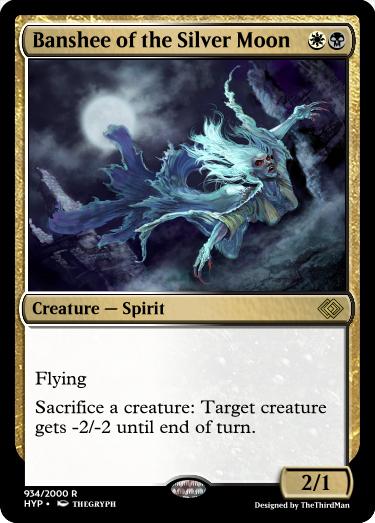 Banshee of the Silver Moon
Creature — Spirit
Flying
Sacrifice a creature: Target creature
gets -2/-2 until end of turn.
2/1
934/2000 R
HYP • THEGRYPH
Designed by TheThirdMan